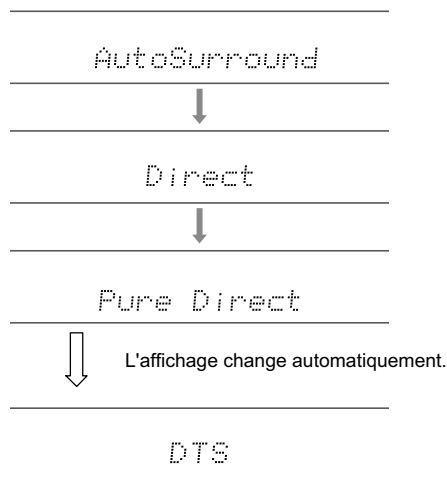 AutoSurround
Direct
Pure Direct
L'affichage change automatiquement.
DTS